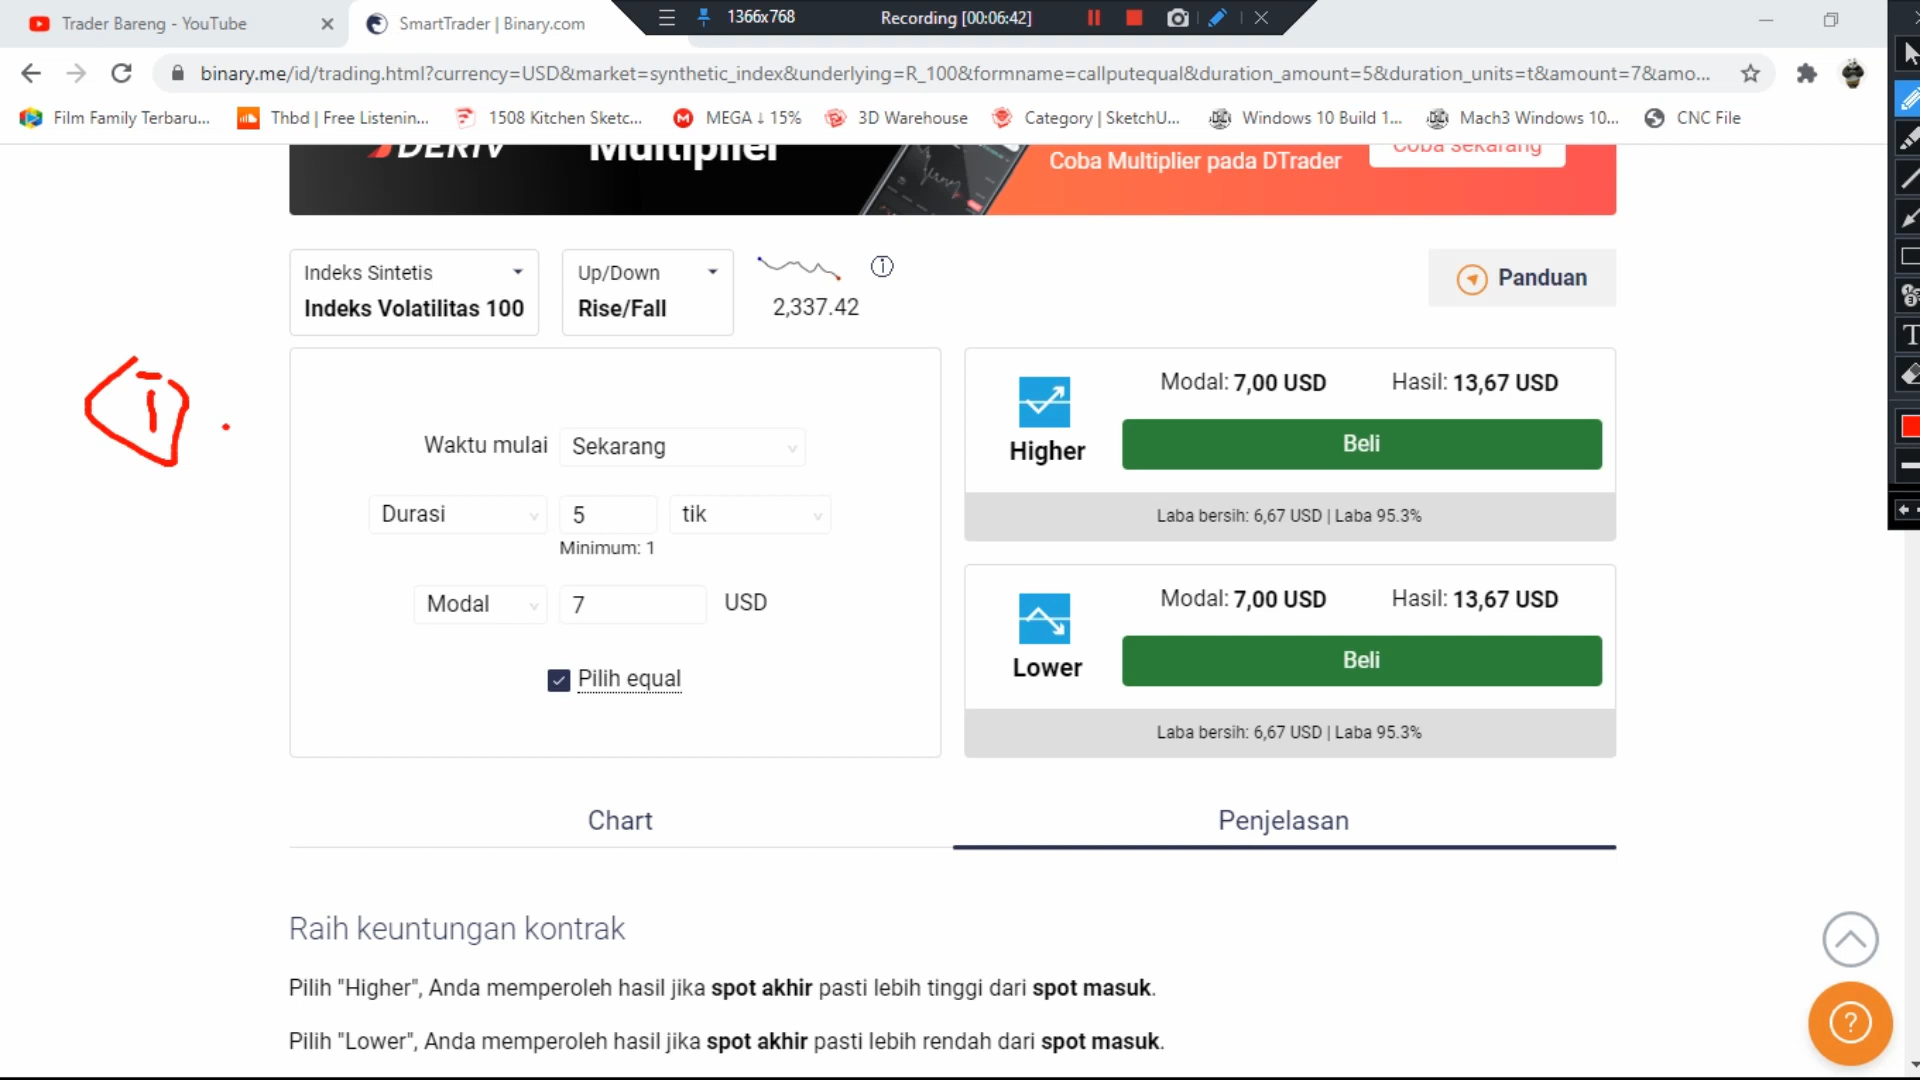 Trader Bareng - YouTube
SmartTrader | Binary.com
1366x768
Recording [00:06:42]
binary.me/id/trading.html?currency=USD&market=synthetic_index&underlying=R_100&formname=callputequal&duration_amount=5&duration_units=t&amount=7&amo...
Film Family Terbaru...
Thbd | Free Listenin...
1508 Kitchen Sketc...
MEGA ↓ 15%
3D Warehouse
Category | SketchU...
Windows 10 Build 1...
Mach3 Windows 10...
CNC File
DERIV
Multiplier
Coba Multiplier pada DTrader
Coba sekarang
Indeks Sintetis
Indeks Volatilitas 100
Up/Down
Rise/Fall
2,337.42
Panduan
1
Waktu mulai Sekarang
Durasi 5 tik
Minimum: 1
Modal 7 USD
Pilih equal
Higher
Modal: 7,00 USD Hasil: 13,67 USD
Beli
Laba bersih: 6,67 USD | Laba 95.3%
Lower
Modal: 7,00 USD Hasil: 13,67 USD
Beli
Laba bersih: 6,67 USD | Laba 95.3%
Chart
Penjelasan
Raih keuntungan kontrak
Pilih "Higher", Anda memperoleh hasil jika spot akhir pasti lebih tinggi dari spot masuk.
Pilih "Lower", Anda memperoleh hasil jika spot akhir pasti lebih rendah dari spot masuk.